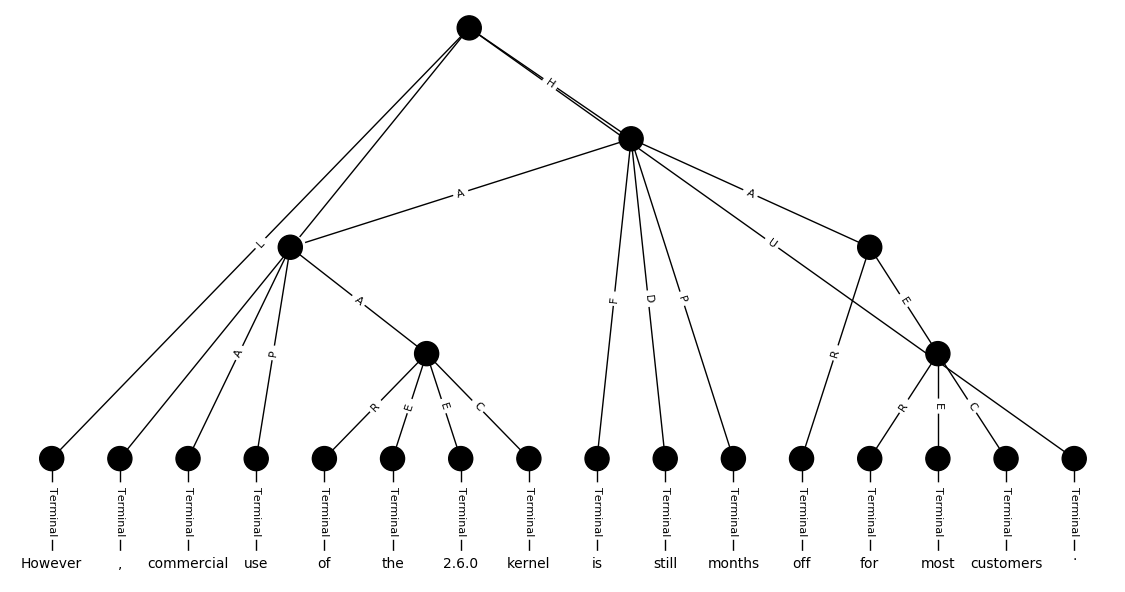 H
A
A
L
U
A
F
D
P
E
A
P
R
R
E
E
C
R
E
C
Terminal Terminal Terminal Terminal Terminal Terminal Terminal Terminal Terminal Terminal Terminal Terminal Terminal Terminal Terminal Terminal
However , commercial use of the 2.6.0 kernel is still months off for most customers .